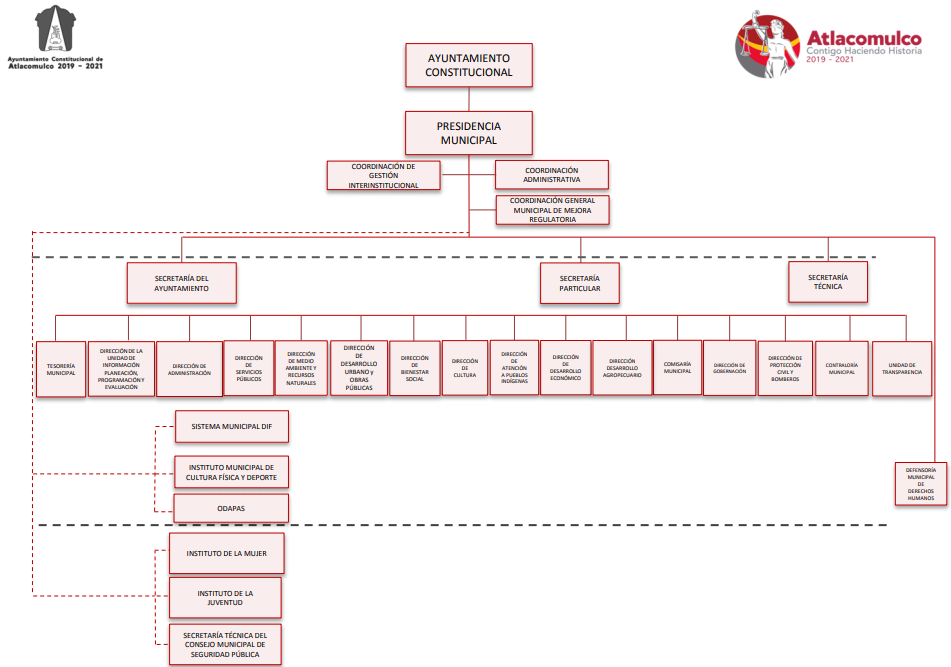 Ayuntamiento Constitucional de
Atlacomulco 2019 - 2021
Atlacomulco
Contigo Haciendo Historia
2019 - 2021
AYUNTAMIENTO
CONSTITUCIONAL
PRESIDENCIA
MUNICIPAL
COORDINACIÓN DE
GESTIÓN
INTERINSTITUCIONAL
COORDINACIÓN
ADMINISTRATIVA
COORDINACIÓN GENERAL
MUNICIPAL DE MEJORA
REGULATORIA
SECRETARÍA DEL
AYUNTAMIENTO
SECRETARÍA
PARTICULAR
SECRETARÍA
TÉCNICA
TESORERÍA
MUNICIPAL
DIRECCIÓN DE LA
UNIDAD DE
INFORMACIÓN
PLANEACIÓN,
PROGRAMACIÓN Y
EVALUACIÓN
DIRECCIÓN DE
ADMINISTRACIÓN
DIRECCIÓN
DE
SERVICIOS
PÚBLICOS
DIRECCIÓN
DE MEDIO
AMBIENTE Y
RECURSOS
NATURALES
DIRECCIÓN
DE
DESARROLLO
URBANO y
OBRAS
PÚBLICAS
DIRECCIÓN
DE
BIENESTAR
SOCIAL
DIRECCIÓN
DE
CULTURA
DIRECCIÓN
DE
ATENCIÓN
A PUEBLOS
INDÍGENAS
DIRECCIÓN
DE
DESARROLLO
ECONÓMICO
DIRECCIÓN
DESARROLLO
AGROPECUARIO
COMISARÍA
MUNICIPAL
DIRECCIÓN DE
GOBERNACIÓN
DIRECCIÓN DE
PROTECCIÓN
CIVIL Y
BOMBEROS
CONTRALORÍA
MUNICIPAL
UNIDAD DE
TRANSPARENCIA
SISTEMA MUNICIPAL DIF
INSTITUTO MUNICIPAL DE
CULTURA FÍSICA Y DEPORTE
ODAPAS
DEFENSORÍA
MUNICIPAL
DE
DERECHOS
HUMANOS
INSTITUTO DE LA MUJER
INSTITUTO DE LA
JUVENTUD
SECRETARÍA TÉCNICA DEL
CONSEJO MUNICIPAL DE
SEGURIDAD PÚBLICA